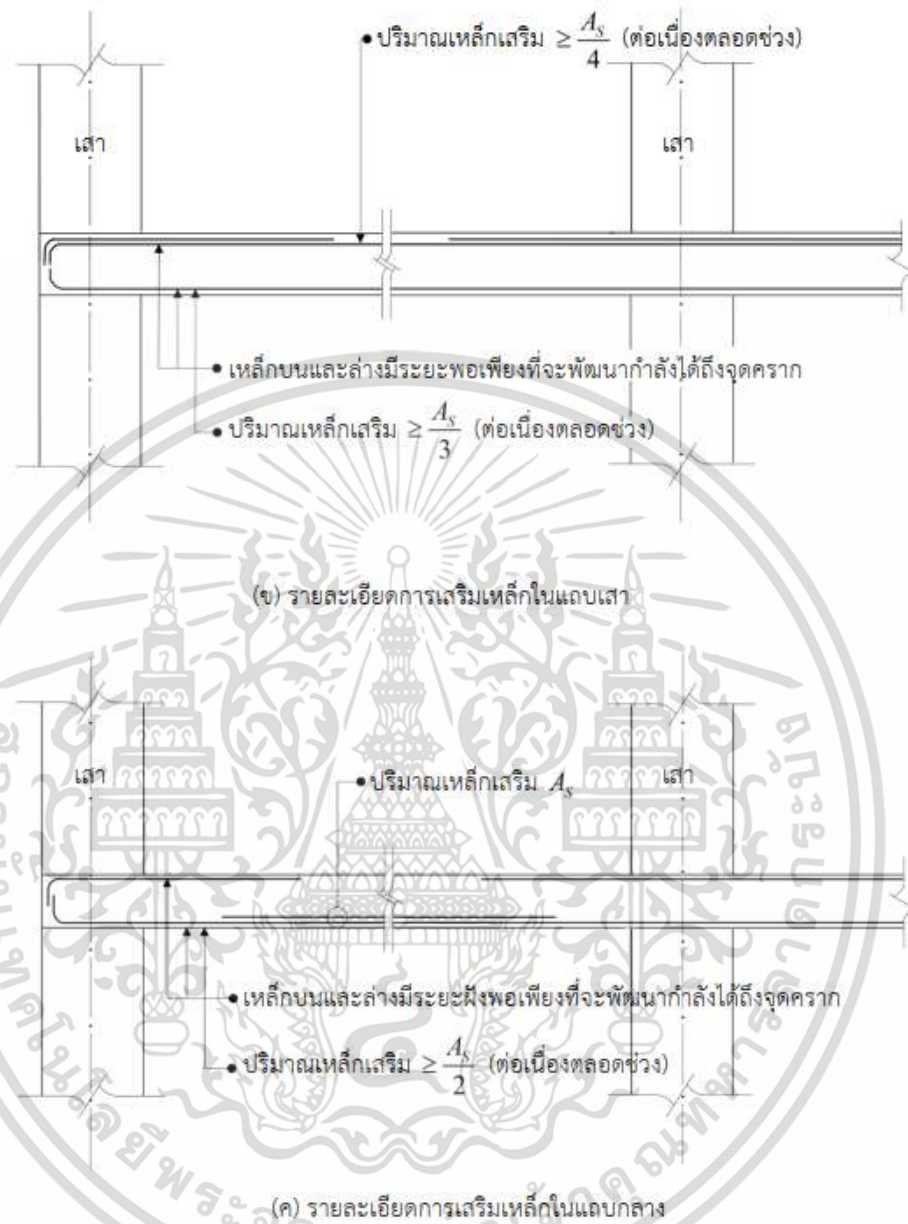 ปริมาณเหล็กเสริม ≥ A_s/4 (ต่อเนื่องตลอดช่วง)
เสา เสา
เหล็กบนและล่างมีระยะพอเพียงที่จะพัฒนากำลังได้ถึงจุดคราก
ปริมาณเหล็กเสริม ≥ A_s/3 (ต่อเนื่องตลอดช่วง)
(ข) รายละเอียดการเสริมเหล็กในแถบเสา
เสา เสา
ปริมาณเหล็กเสริม A_s
เหล็กบนและล่างมีระยะฝังพอเพียงที่จะพัฒนากำลังได้ถึงจุดคราก
ปริมาณเหล็กเสริม ≥ A_s/2 (ต่อเนื่องตลอดช่วง)
(ค) รายละเอียดการเสริมเหล็กในแถบกลาง